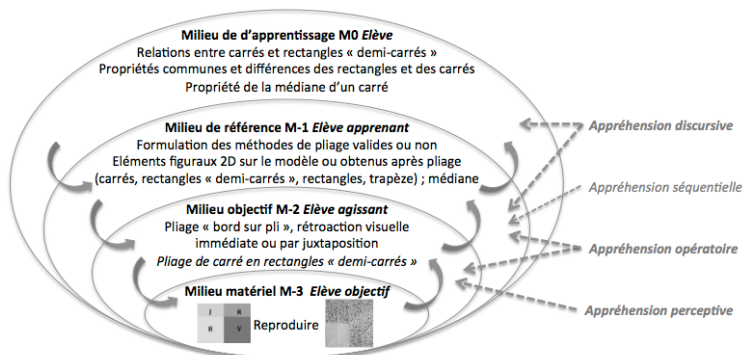 Milieu de d'apprentissage M0 Elève
Relations entre carrés et rectangles « demi-carrés »
Propriétés communes et différences des rectangles et des carrés
Propriété de la médiane d'un carré
Milieu de référence M-1 Elève apprenant
Formulation des méthodes de pliage valides ou non
Eléments figuraux 2D sur le modèle ou obtenus après pliage
(carrés, rectangles « demi-carrés », rectangles, trapèze) ; médiane
Milieu objectif M-2 Elève agissant
Pliage « bord sur pli », rétroaction visuelle
immédiate ou par juxtaposition
Pliage de carré en rectangles « demi-carrés »
Milieu matériel M-3 Elève objectif
J R
B V
Reproduire
Appréhension discursive
Appréhension séquentielle
Appréhension opératoire
Appréhension perceptive